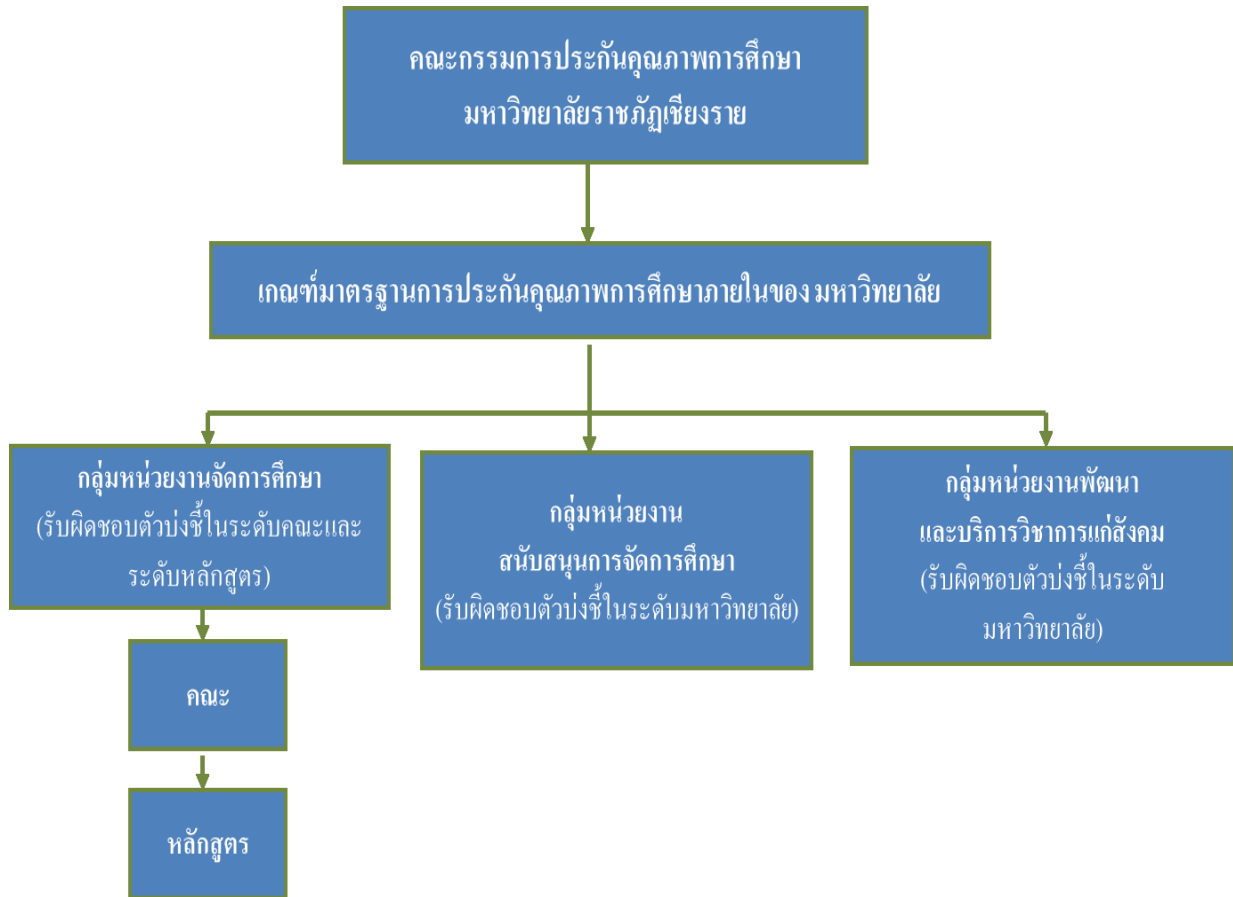 คณะกรรมการประกันคุณภาพการศึกษา
มหาวิทยาลัยราชภัฏเชียงราย
เกณฑ์มาตรฐานการประกันคุณภาพการศึกษาภายในของ มหาวิทยาลัย
กลุ่มหน่วยงานจัดการศึกษา
(รับผิดชอบตัวบ่งชี้ในระดับคณะและ
ระดับหลักสูตร)
กลุ่มหน่วยงาน
สนับสนุนการจัดการศึกษา
(รับผิดชอบตัวบ่งชี้ในระดับมหาวิทยาลัย)
กลุ่มหน่วยงานพัฒนา
และบริการวิชาการแก่สังคม
(รับผิดชอบตัวบ่งชี้ในระดับ
มหาวิทยาลัย)
คณะ
หลักสูตร